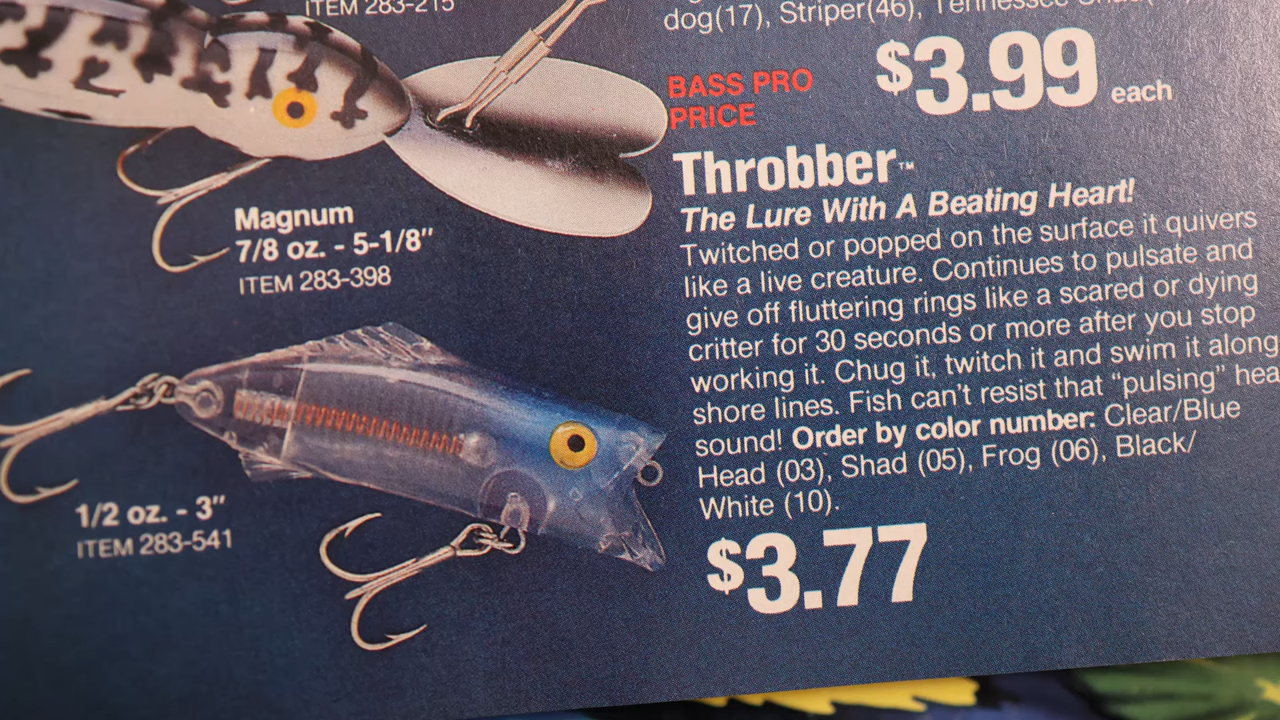 ITEM 283-215
dog(17), Striper(46), Tennessee
BASS PRO
PRICE
$3.99 each
Magnum
7/8 oz. - 5-1/8"
ITEM 283-398
Throbber™
The Lure With A Beating Heart!
Twitched or popped on the surface it quivers
like a live creature. Continues to pulsate and
give off fluttering rings like a scared or dying
critter for 30 seconds or more after you stop
working it. Chug it, twitch it and swim it along
shore lines. Fish can't resist that "pulsing" hea
sound! Order by color number: Clear/Blue
Head (03), Shad (05), Frog (06), Black/
White (10).
1/2 oz. - 3"
ITEM 283-541
$3.77